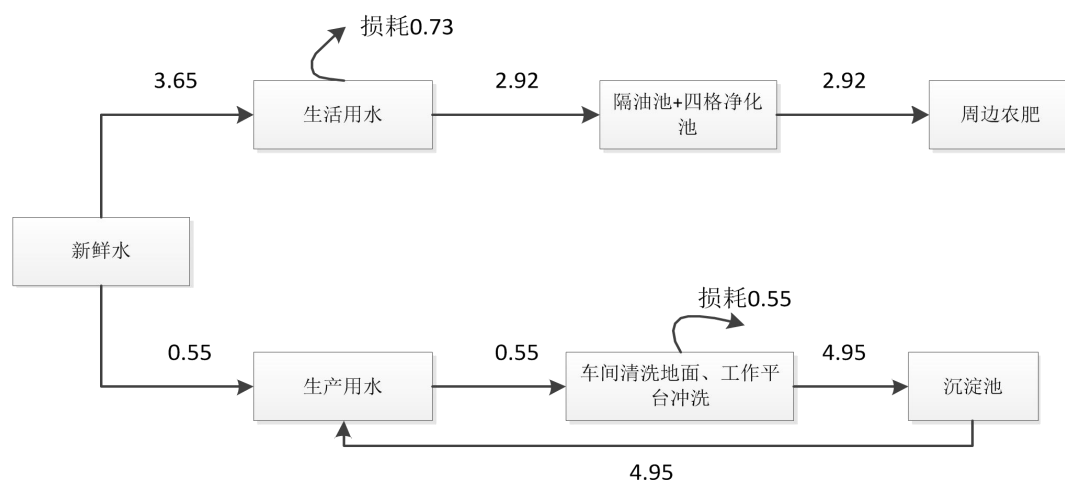 损耗0.73
3.65
生活用水
2.92
隔油池+四格净化
池
2.92
周边农肥
新鲜水
损耗0.55
0.55
生产用水
0.55
车间清洗地面、工作平
台冲洗
4.95
沉淀池
4.95